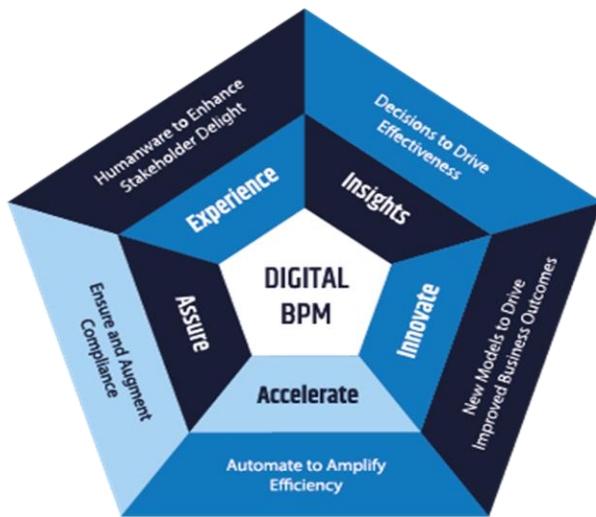 Humanware to Enhance
Stakeholder Delight
Decisions to Drive
Effectiveness
Experience
Insights
DIGITAL
BPM
Assure
Innovate
Accelerate
Ensure and Augment
Compliance
New Models to Drive
Improved Business Outcomes
Automate to Amplify
Efficiency